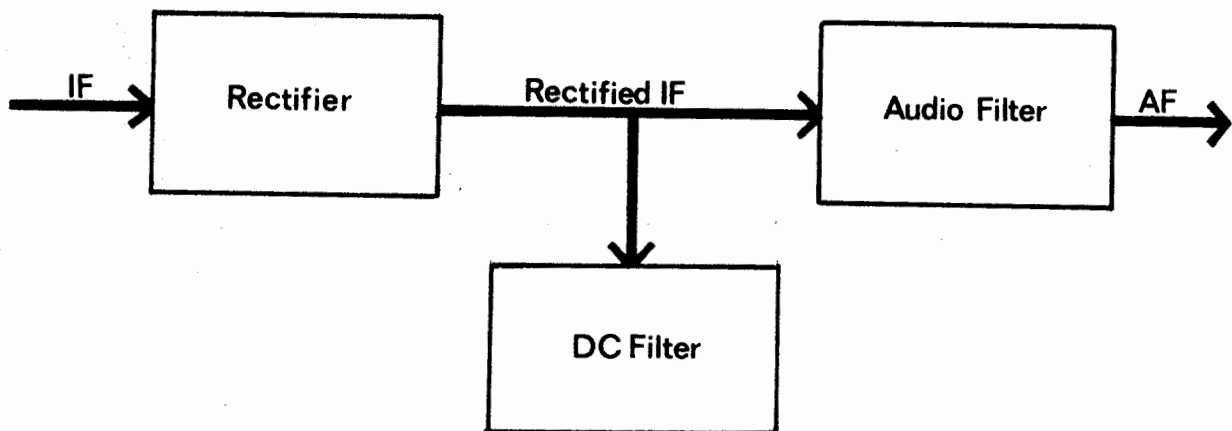 IF
Rectifier
Rectified IF
Audio Filter
AF
DC Filter